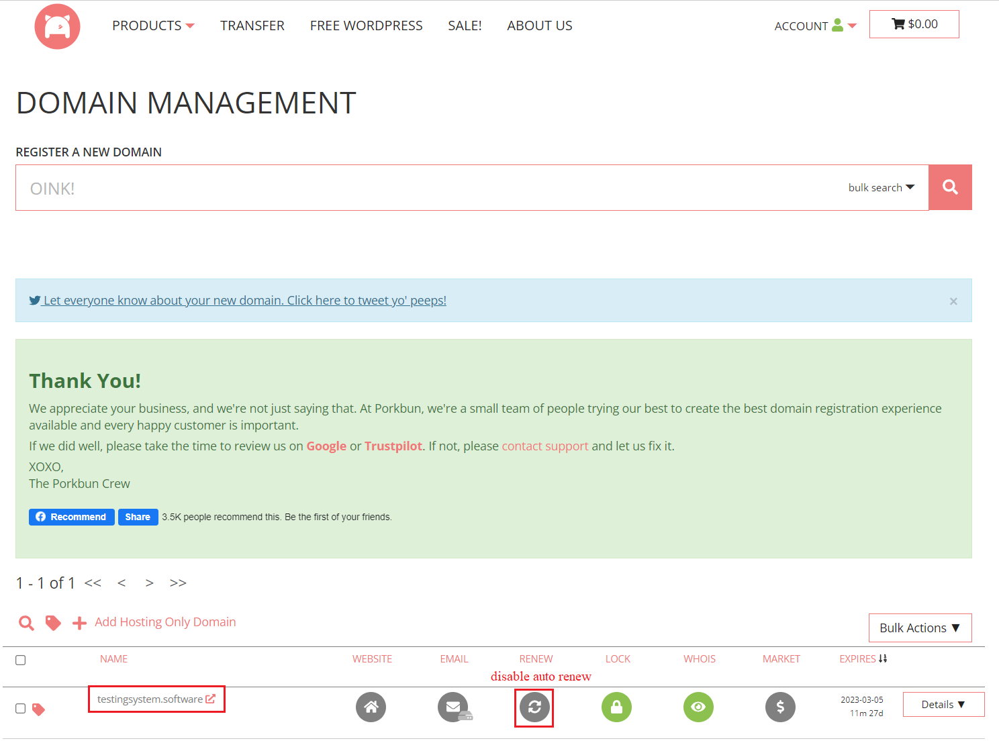 PRODUCTS TRANSFER FREE WORDPRESS SALE! ABOUT US ACCOUNT $0.00
DOMAIN MANAGEMENT
REGISTER A NEW DOMAIN
OINK! bulk search
Let everyone know about your new domain. Click here to tweet yo' peeps! ×
Thank You!
We appreciate your business, and we're not just saying that. At Porkbun, we're a small team of people trying our best to create the best domain registration experience
available and every happy customer is important.
If we did well, please take the time to review us on Google or Trustpilot. If not, please contact support and let us fix it.
XOXO,
The Porkbun Crew
Recommend Share 3.5K people recommend this. Be the first of your friends.
1 - 1 of 1 << < > >>
Add Hosting Only Domain
Bulk Actions ▼
NAME WEBSITE EMAIL RENEW LOCK WHOIS MARKET EXPIRES
disable auto renew
testingsystem.software $ 2023-03-05 Details ▼
11m 27d